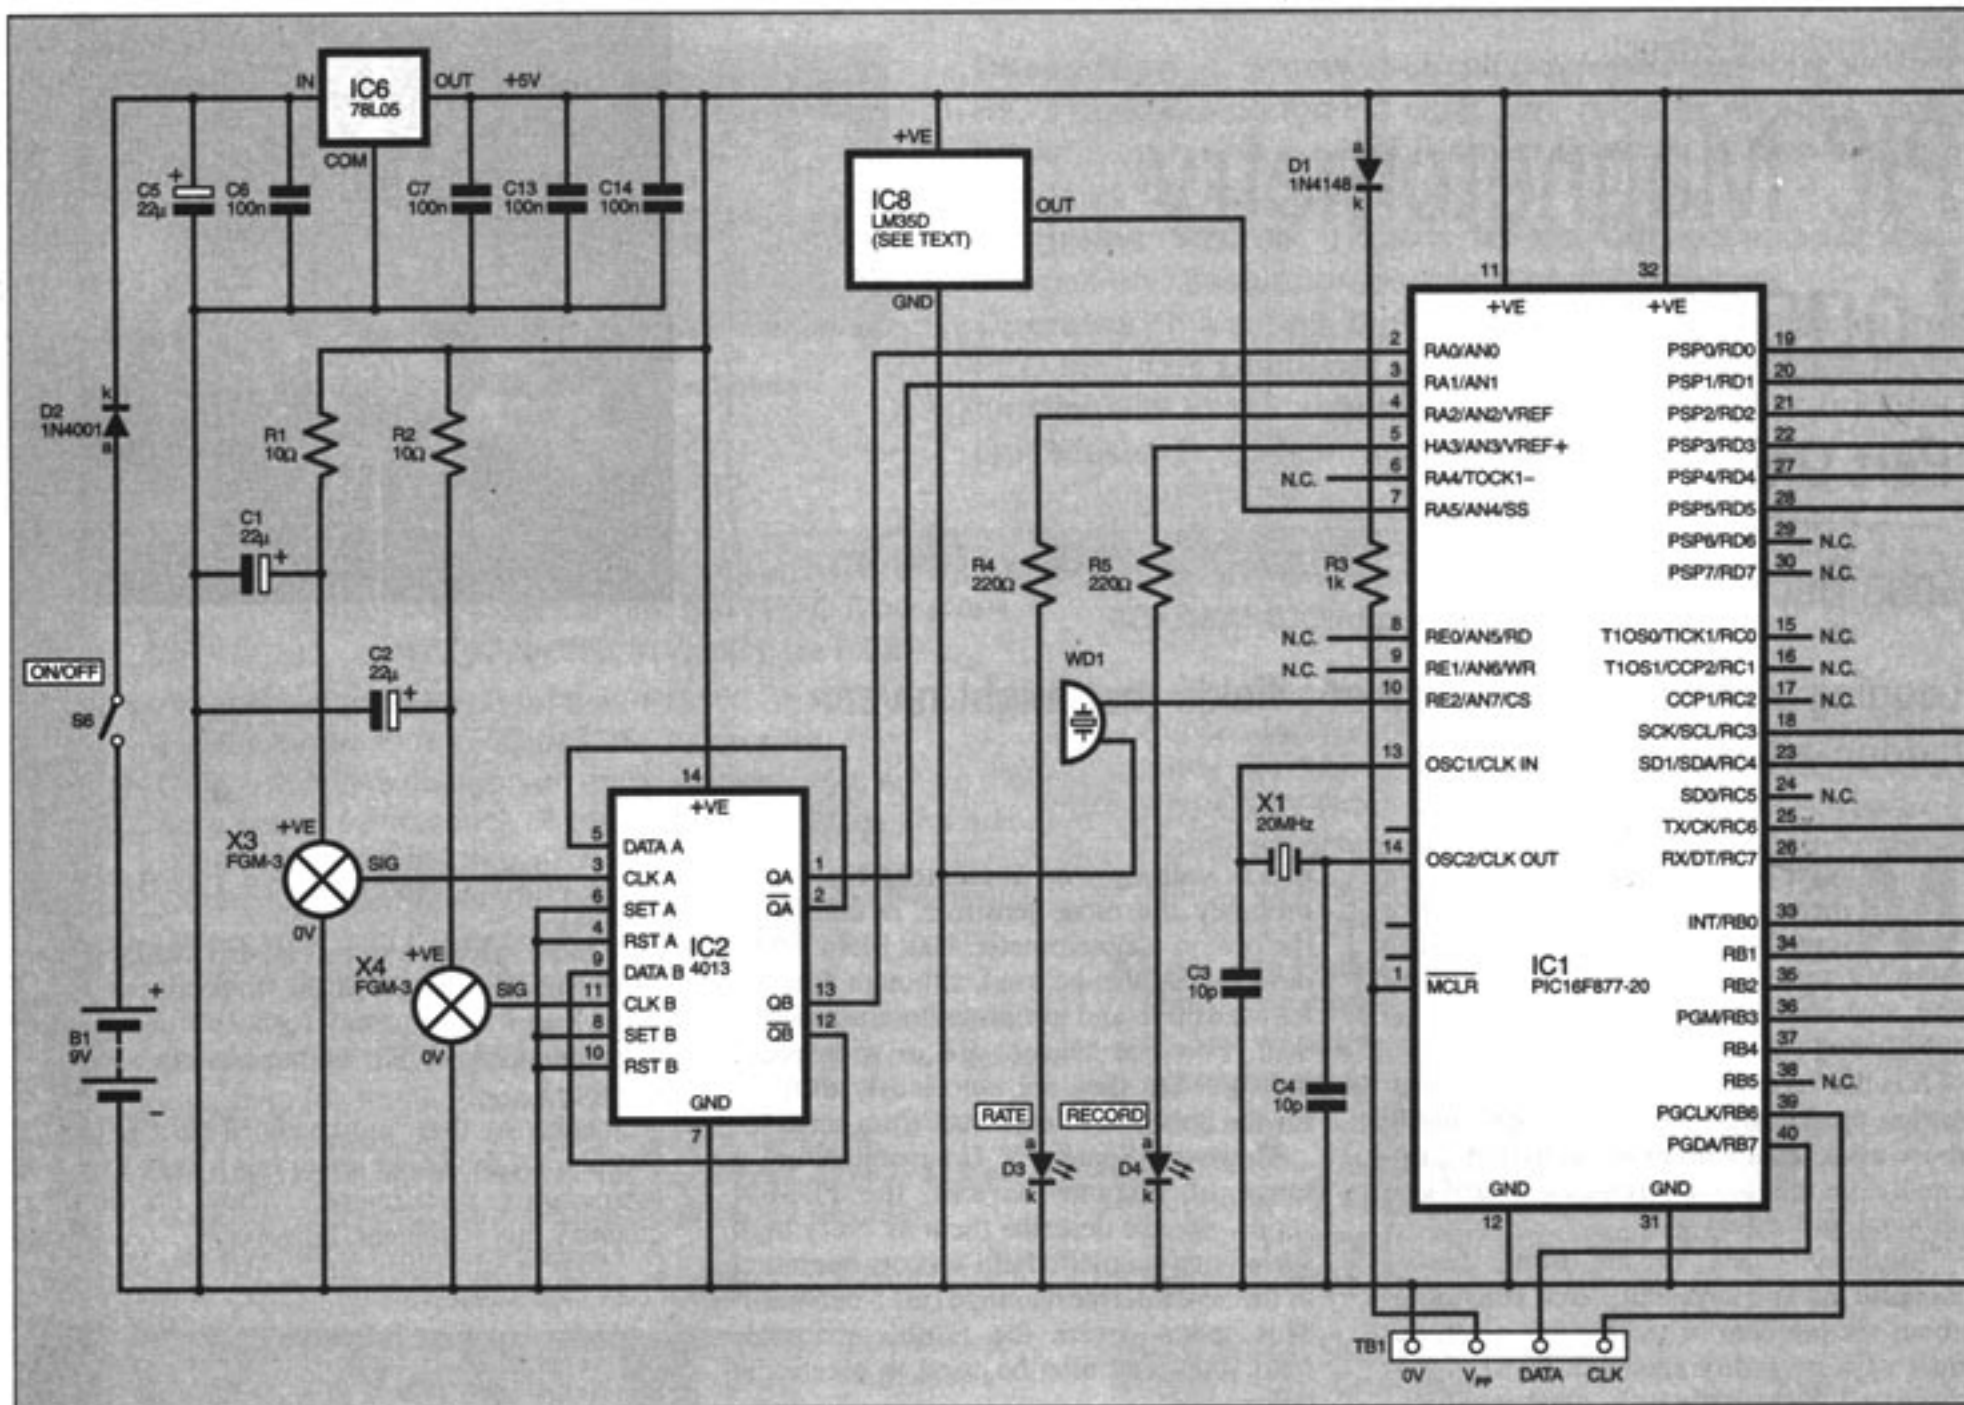 IN
IC6
78L05
OUT
+5V
COM
+
C5
22µ
C6
100n
C7
100n
C13
100n
C14
100n
+VE
IC8
LM35D
(SEE TEXT)
OUT
GND
a
D1
1N4148
k
k
D2
1N4001
a
R1
10Ω
R2
10Ω
C1
22µ
+
C2
22µ
+
ON/OFF
S6
+
B1
9V
−
X3
FGM-3
+VE
SIG
0V
X4
FGM-3
+VE
SIG
0V
14
+VE
5
DATA A
3
CLK A
6
SET A
4
RST A
9
DATA B
11
CLK B
8
SET B
10
RST B
QA
1
QA
2
QB
13
QB
12
IC2
4013
GND
7
R4
220Ω
R5
220Ω
R3
1k
WD1
X1
20MHz
C3
10p
C4
10p
RATE
RECORD
a
D3
k
a
D4
k
11
32
+VE
+VE
2
RA0/AN0
3
RA1/AN1
4
RA2/AN2/VREF
5
HA3/AN3/VREF+
N.C.
6
RA4/TOCK1−
7
RA5/AN4/SS
N.C.
8
RE0/AN5/RD
N.C.
9
RE1/AN6/WR
10
RE2/AN7/CS
13
OSC1/CLK IN
14
OSC2/CLK OUT
1
MCLR
IC1
PIC16F877-20
PSP0/RD0
19
PSP1/RD1
20
PSP2/RD2
21
PSP3/RD3
22
PSP4/RD4
27
PSP5/RD5
28
PSP6/RD6
29
N.C.
PSP7/RD7
30
N.C.
T1OS0/TICK1/RC0
15
N.C.
T1OS1/CCP2/RC1
16
N.C.
CCP1/RC2
17
N.C.
SCK/SCL/RC3
18
SD1/SDA/RC4
23
SD0/RC5
24
N.C.
TX/CK/RC6
25
RX/DT/RC7
26
INT/RB0
33
RB1
34
RB2
35
PGM/RB3
36
RB4
37
RB5
38
N.C.
PGCLK/RB6
39
PGDA/RB7
40
GND
GND
12
31
TB1
0V
VPP
DATA
CLK